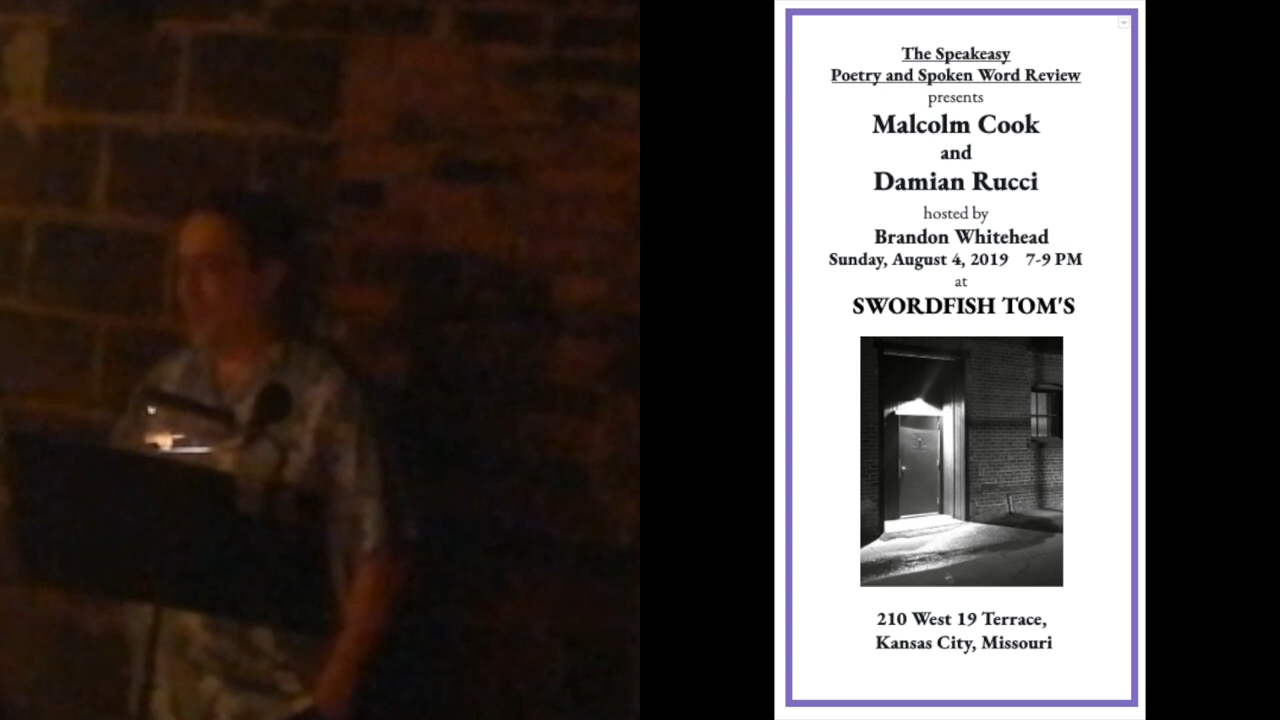 The Speakeasy
Poetry and Spoken Word Review
presents
Malcolm Cook
and
Damian Rucci
hosted by
Brandon Whitehead
Sunday, August 4, 2019 7-9 PM
at
SWORDFISH TOM'S
210 West 19 Terrace,
Kansas City, Missouri